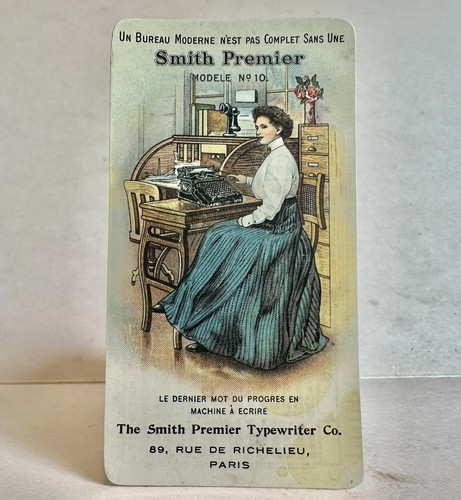 Un Bureau Moderne n'est pas Complet Sans Une
Smith Premier
MODELE No 10.
LE DERNIER MOT DU PROGRES EN
MACHINE À ECRIRE
The Smith Premier Typewriter Co.
89, RUE DE RICHELIEU,
PARIS